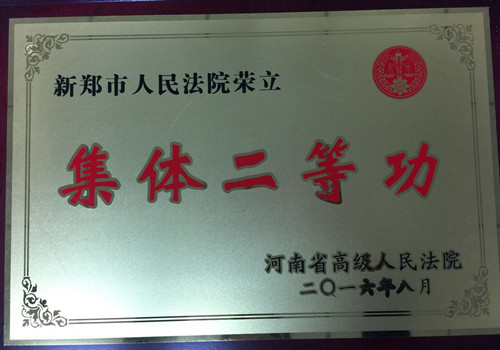 新郑市人民法院荣立
集体二等功
河南省高级人民法院
二〇一六年八月